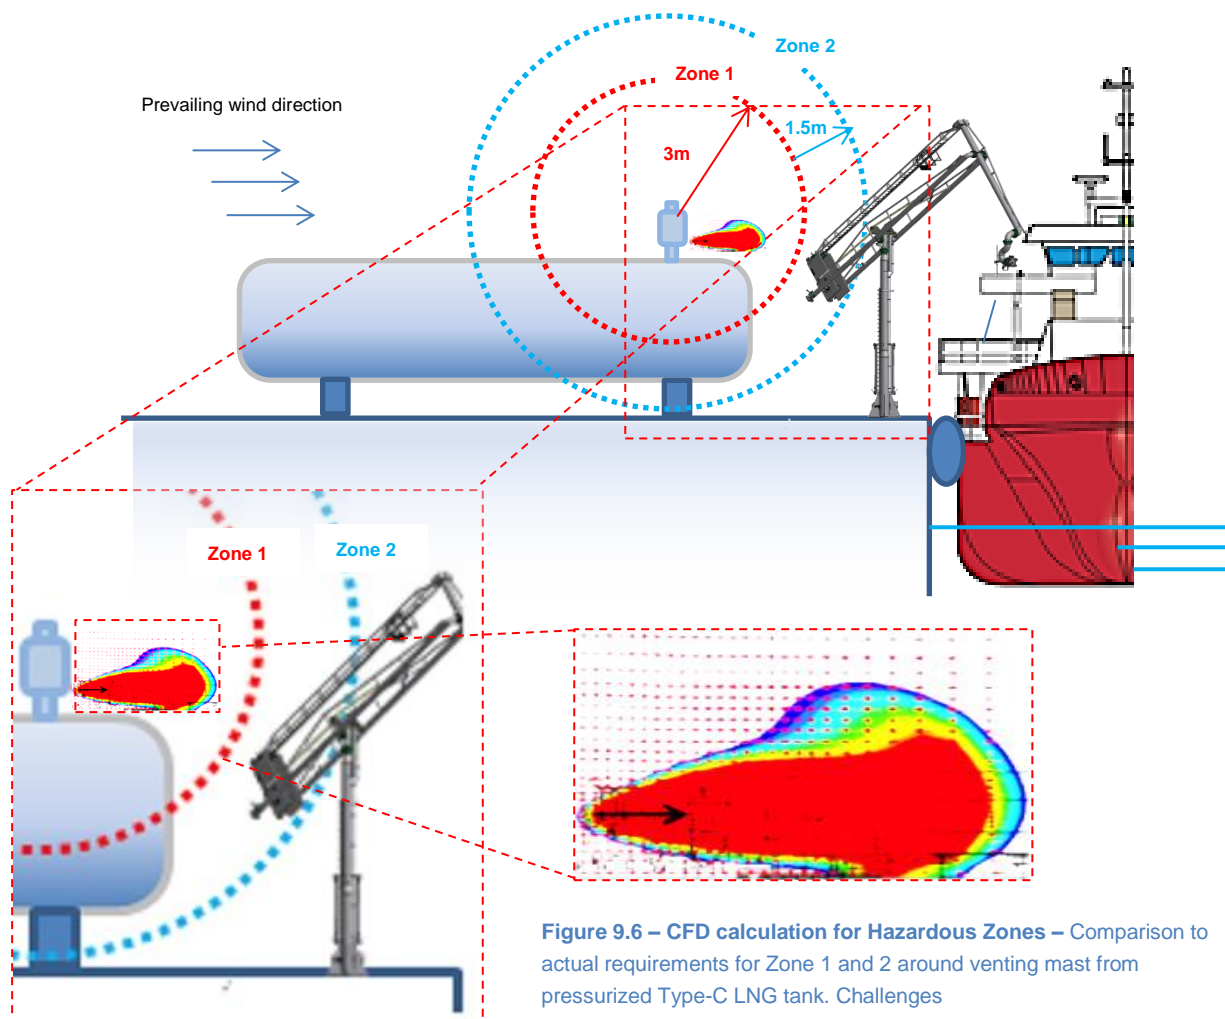 Zone 2
Zone 1
Prevailing wind direction
1.5m
3m
Zone 1
Zone 2
Figure 9.6 – CFD calculation for Hazardous Zones – Comparison to
actual requirements for Zone 1 and 2 around venting mast from
pressurized Type-C LNG tank. Challenges